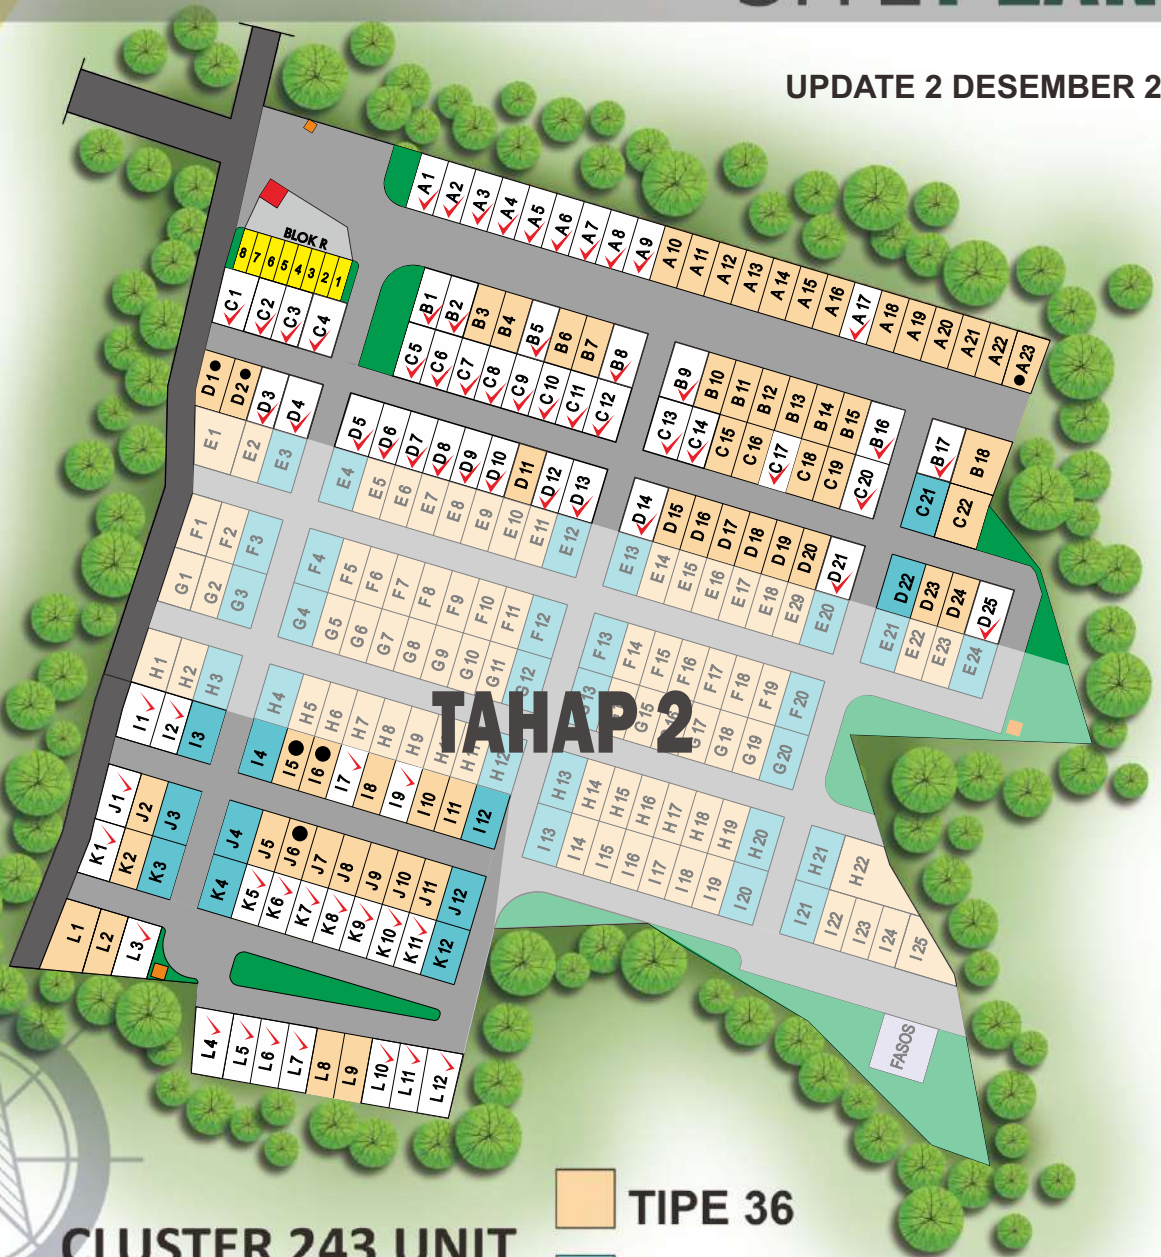 UPDATE 2 DESEMBER 2
A1 A2 A3 A4 A5 A6 A7 A8 A9 A10 A11 A12 A13 A14 A15 A16 A17 A18 A19 A20 A21 A22 A23
BLOK R
8 7 6 5 4 3 2 1
C1 C2 C3 C4
B1 B2 B3 B4 B5 B6 B7 B8
C5 C6 C7 C8 C9 C10 C11 C12
B9 B10 B11 B12 B13 B14 B15 B16
C13 C14 C15 C16 C17 C18 C19 C20
B17 B18
C21 C22
D1 D2 D3 D4
E1 E2 E3
D5 D6 D7 D8 D9 D10 D11 D12 D13
E4 E5 E6 E7 E8 E9 E10 E11 E12
D14 D15 D16 D17 D18 D19 D20 D21
E13 E14 E15 E16 E17 E18 E29 E20
D22 D23 D24 D25
E21 E22 E23 E24
F1 F2 F3
G1 G2 G3
F4 F5 F6 F7 F8 F9 F10 F11 F12
G4 G5 G6 G7 G8 G9 G10 G11 G12
F13 F14 F15 F16 F17 F18 F19 F20
G15 G18 G19 G20
TAHAP 2
H1 H2 H3
I1 I2 I3
H4 H5 H6 H7 H8 H9 H12
I4 I5 I6 I7 I8 I9 I10 I11 I12
H13 H14 H15 H16 H17 H18 H19 H20
I13 I14 I15 I16 I17 I18 I19 I20
H21 H22
I21 I22 I23 I24 I25
J1 J2 J3
K1 K2 K3
J4 J5 J6 J7 J8 J9 J10 J11 J12
K4 K5 K6 K7 K8 K9 K10 K11 K12
L1 L2 L3
L4 L5 L6 L7 L8 L9 L10 L11 L12
FASOS
TIPE 36
CLUSTER 243 UNIT